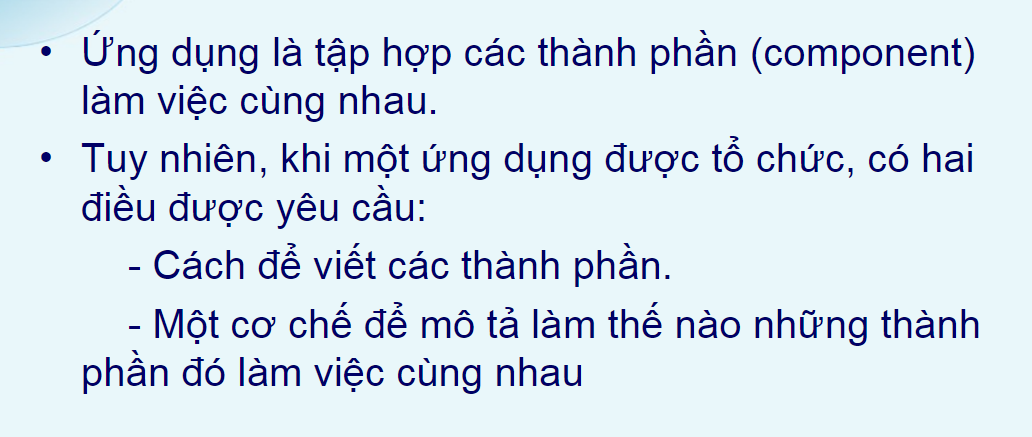 • Ứng dụng là tập hợp các thành phần (component)
làm việc cùng nhau.
• Tuy nhiên, khi một ứng dụng được tổ chức, có hai
điều được yêu cầu:
- Cách để viết các thành phần.
- Một cơ chế để mô tả làm thế nào những thành
phần đó làm việc cùng nhau